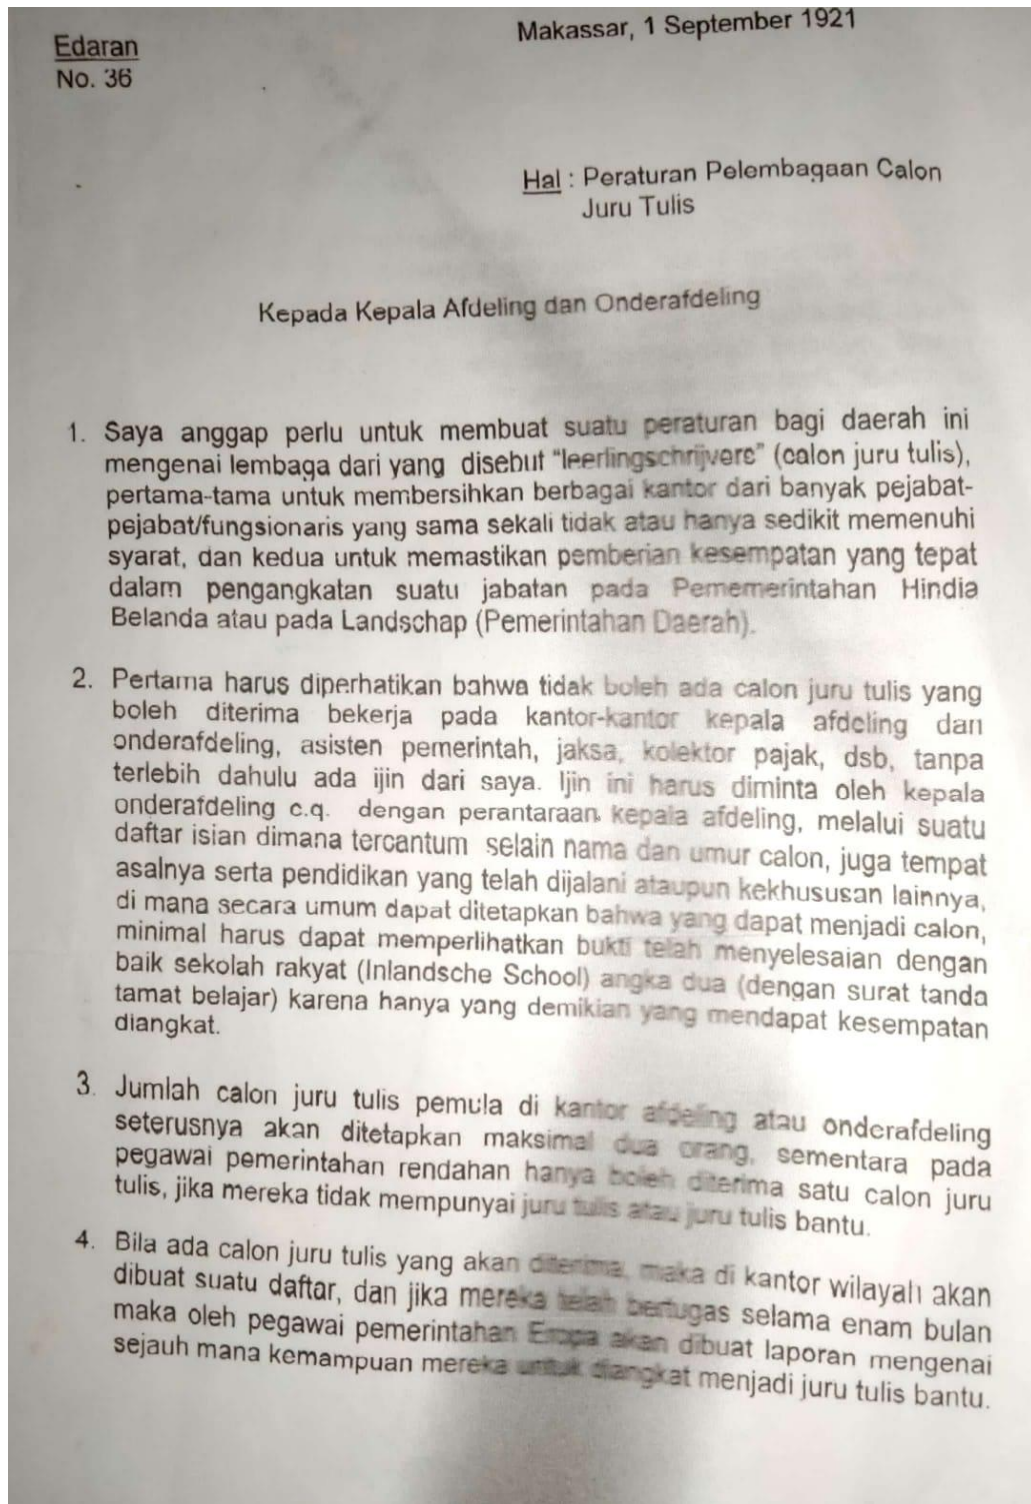 Makassar, 1 September 1921
Edaran
No. 36
Hal : Peraturan Pelembagaan Calon
Juru Tulis
Kepada Kepala Afdeling dan Onderafdeling
1. Saya anggap perlu untuk membuat suatu peraturan bagi daerah ini
mengenai lembaga dari yang disebut “leerlingschrijvers” (calon juru tulis),
pertama-tama untuk membersihkan berbagai kantor dari banyak pejabat-
pejabat/fungsionaris yang sama sekali tidak atau hanya sedikit memenuhi
syarat, dan kedua untuk memastikan pemberian kesempatan yang tepat
dalam pengangkatan suatu jabatan pada Pememerintahan Hindia
Belanda atau pada Landschap (Pemerintahan Daerah).
2. Pertama harus diperhatikan bahwa tidak boleh ada calon juru tulis yang
boleh diterima bekerja pada kantor-kantor kepala afdeling dan
onderafdeling, asisten pemerintah, jaksa, kolektor pajak, dsb, tanpa
terlebih dahulu ada ijin dari saya. Ijin ini harus diminta oleh kepala
onderafdeling c.q. dengan perantaraan kepala afdeling, melalui suatu
daftar isian dimana tercantum selain nama dan umur calon, juga tempat
asalnya serta pendidikan yang telah dijalani ataupun kekhususan lainnya,
di mana secara umum dapat ditetapkan bahwa yang dapat menjadi calon,
minimal harus dapat memperlihatkan bukti telah menyelesaian dengan
baik sekolah rakyat (Inlandsche School) angka dua (dengan surat tanda
tamat belajar) karena hanya yang demikian yang mendapat kesempatan
diangkat.
3. Jumlah calon juru tulis pemula di kantor afdeling atau onderafdeling
seterusnya akan ditetapkan maksimal dua orang, sementara pada
pegawai pemerintahan rendahan hanya boleh diterima satu calon juru
tulis, jika mereka tidak mempunyai juru tulis atau juru tulis bantu.
4. Bila ada calon juru tulis yang akan diterima, maka di kantor wilayah akan
dibuat suatu daftar, dan jika mereka telah bertugas selama enam bulan
maka oleh pegawai pemerintahan Eropa akan dibuat laporan mengenai
sejauh mana kemampuan mereka untuk diangkat menjadi juru tulis bantu.